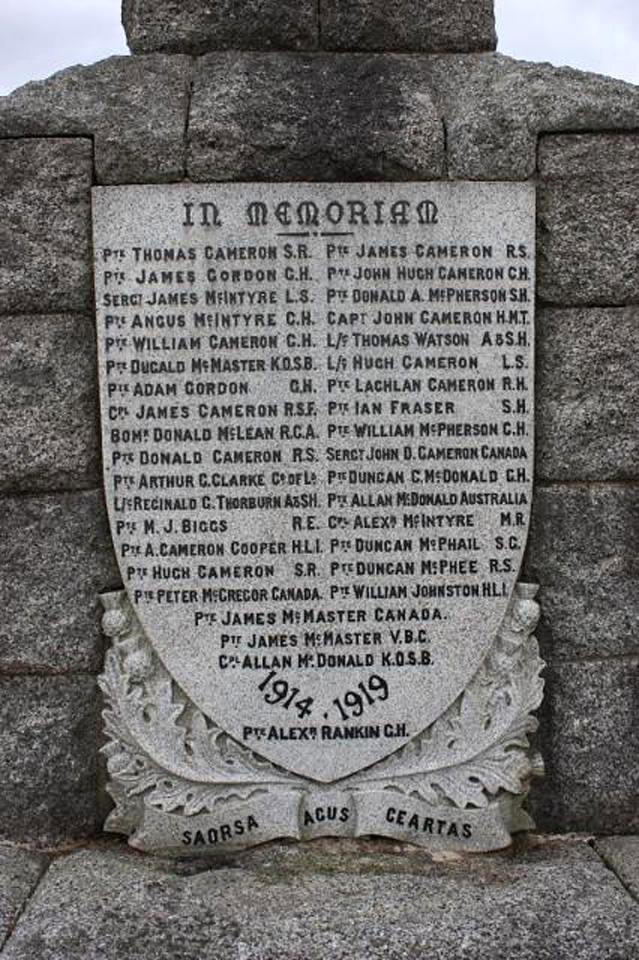 IN MEMORIAM
PTE THOMAS CAMERON S.R. PTE JAMES CAMERON R.S.
PTE JAMES GORDON G.H. PTE JOHN HUGH CAMERON G.H.
SERGT JAMES McINTYRE L.S. PTE DONALD A. McPHERSON S.H.
PTE ANGUS McINTYRE G.H. CAPT JOHN CAMERON H.M.T.
PTE WILLIAM CAMERON G.H. L/C THOMAS WATSON A&S.H.
PTE DUGALD McMASTER K.O.S.B. L/C HUGH CAMERON L.S.
PTE ADAM GORDON G.H. PTE LACHLAN CAMERON R.H.
CPL JAMES CAMERON R.S.F. PTE IAN FRASER S.H.
BOMR DONALD McLEAN R.G.A. PTE WILLIAM McPHERSON G.H.
PTE DONALD CAMERON R.S. SERGT JOHN D. CAMERON CANADA
PTE ARTHUR G. CLARKE CY OF LN PTE DUNCAN C. McDONALD G.H.
L/C REGINALD G. THORBURN A&SH. PTE ALLAN McDONALD AUSTRALIA
PTE M. J. BIGGS R.E. CPL ALEXR McINTYRE M.R.
PTE A. CAMERON COOPER H.L.I. PTE DUNCAN McPHAIL S.G.
PTE HUGH CAMERON S.R. PTE DUNCAN McPHEE R.S.
PTE PETER McGREGOR CANADA. PTE WILLIAM JOHNSTON H.L.I.
PTE JAMES McMASTER CANADA.
PTE JAMES McMASTER V.B.G.
CPL ALLAN McDONALD K.O.S.B.
1914 · 1919
PTE ALEXR RANKIN G.H.
SAORSA AGUS CEARTAS